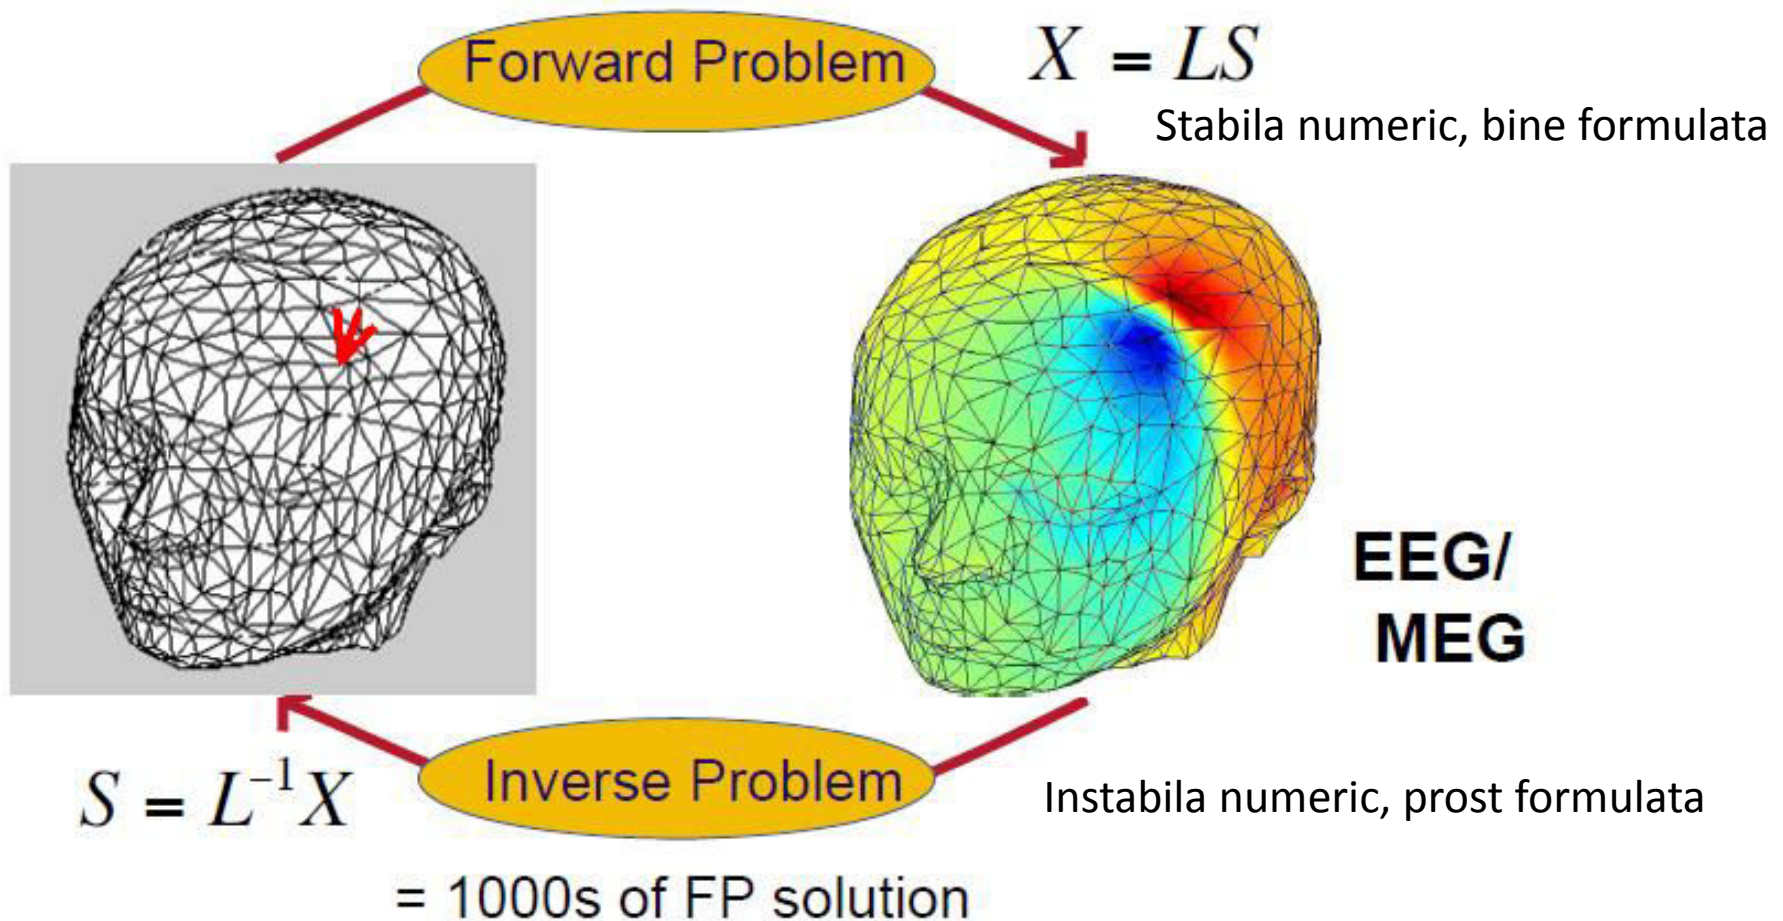 Forward Problem
X = LS
Stabila numeric, bine formulata
EEG/
MEG
S = L⁻¹X
Inverse Problem
Instabila numeric, prost formulata
= 1000s of FP solution